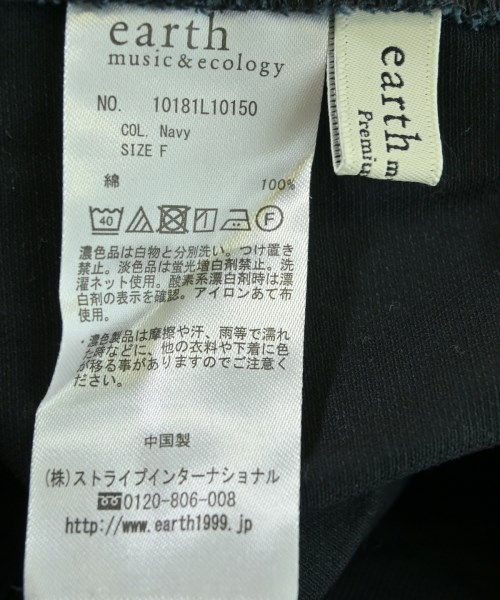 earth
music&ecology
NO. 10181L10150
COL. Navy
SIZE F
綿 100%
40 F
濃色品は白物と分別洗い。つけ置き
禁止。淡色品は蛍光増白剤禁止。洗
濯ネット使用。酸素系漂白剤時は漂
白剤の表示を確認。アイロンあて布
使用。
・濃色製品は摩擦や汗、雨等で濡れ
た時などに、他の衣料や下着に色
が移る事がありますのでご注意く
ださい。
中国製
(株)ストライプインターナショナル
0120-806-008
http://www.earth1999.jp
earth m
Premiu